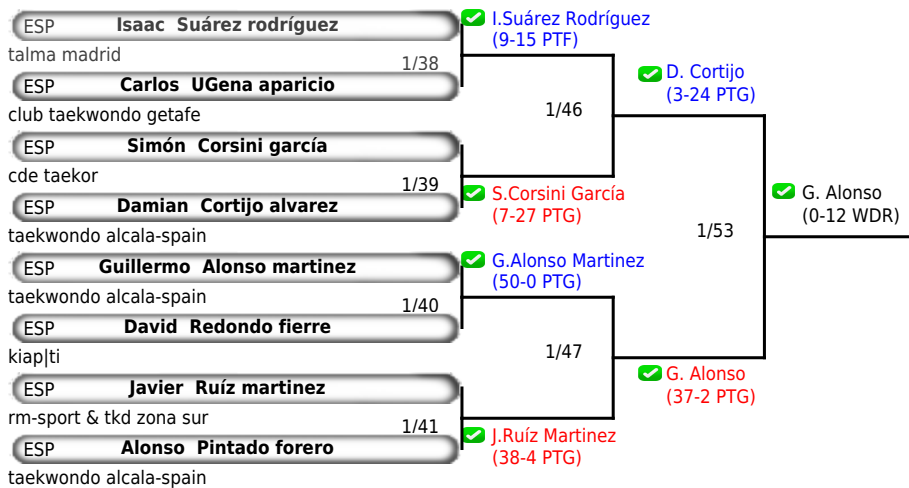 ESP Isaac Suárez rodríguez
talma madrid
1/38
ESP Carlos UGena aparicio
club taekwondo getafe
ESP Simón Corsini garcía
cde taekor
1/39
ESP Damian Cortijo alvarez
taekwondo alcala-spain
ESP Guillermo Alonso martinez
taekwondo alcala-spain
1/40
ESP David Redondo fierre
kiap|ti
ESP Javier Ruíz martinez
rm-sport & tkd zona sur
1/41
ESP Alonso Pintado forero
taekwondo alcala-spain
I.Suárez Rodríguez
(9-15 PTF)
1/46
S.Corsini García
(7-27 PTG)
G.Alonso Martinez
(50-0 PTG)
1/47
J.Ruíz Martinez
(38-4 PTG)
D. Cortijo
(3-24 PTG)
1/53
G. Alonso
(37-2 PTG)
G. Alonso
(0-12 WDR)